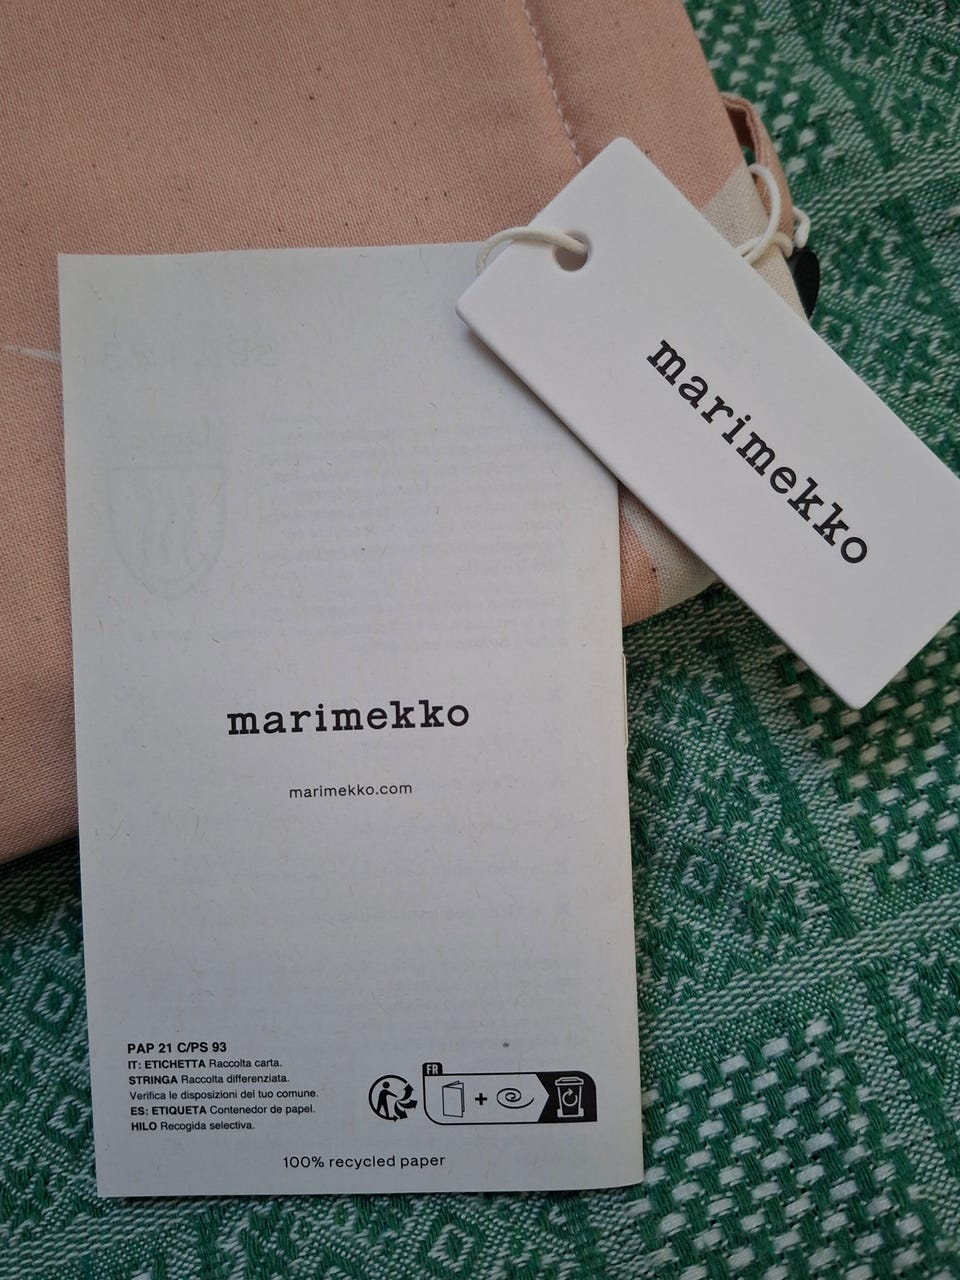 marimekko
marimekko
marimekko.com
PAP 21 C/PS 93
IT: ETICHETTA Raccolta carta.
STRINGA Raccolta differenziata.
Verifica le disposizioni del tuo comune.
ES: ETIQUETA Contenedor de papel.
HILO Recogida selectiva.
FR
+
100% recycled paper